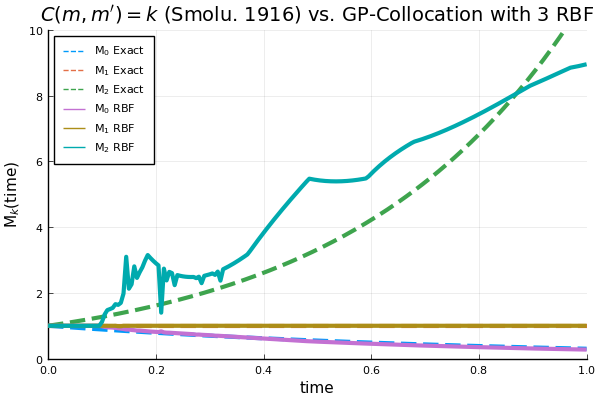 C(m, m′) = k (Smolu. 1916) vs. GP-Collocation with 3 RBF
10
8
6
4
2
0
M₀ Exact
M₁ Exact
M₂ Exact
M₀ RBF
M₁ RBF
M₂ RBF
Mₖ(time)
0.0 0.2 0.4 0.6 0.8 1.0
time